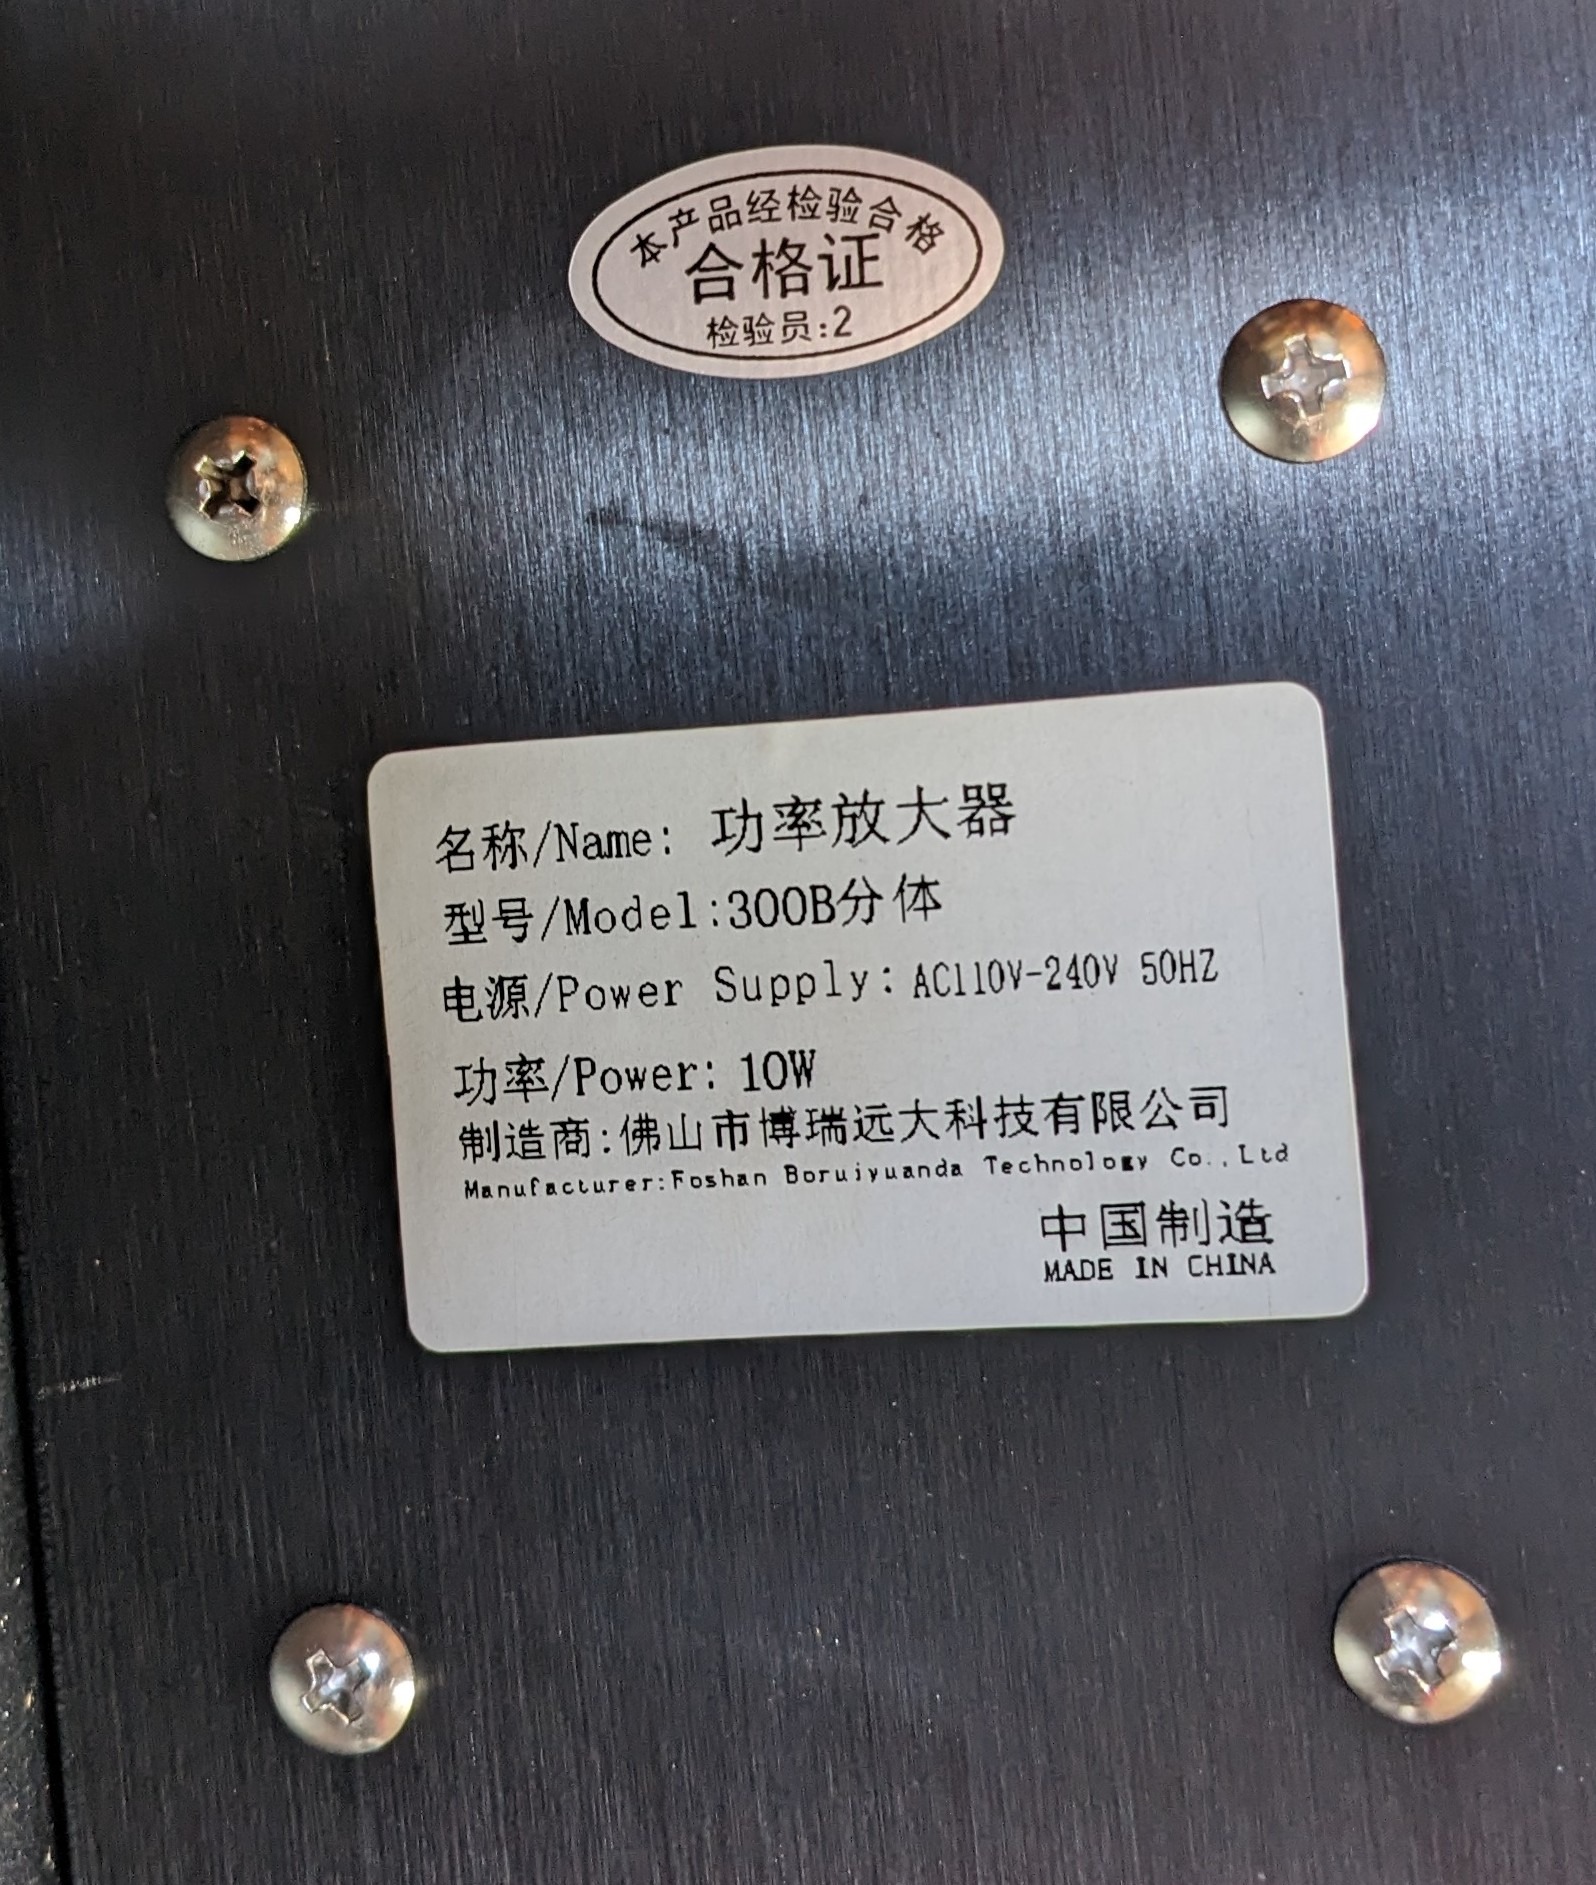 本产品经检验合格
合格证
检验员:2
名称/Name: 功率放大器
型号/Model:300B分体
电源/Power Supply: AC110V-240V 50HZ
功率/Power: 10W
制造商:佛山市博瑞远大科技有限公司
Manufacturer:Foshan Boruiyuanda Technology Co.,Ltd
中国制造
MADE IN CHINA